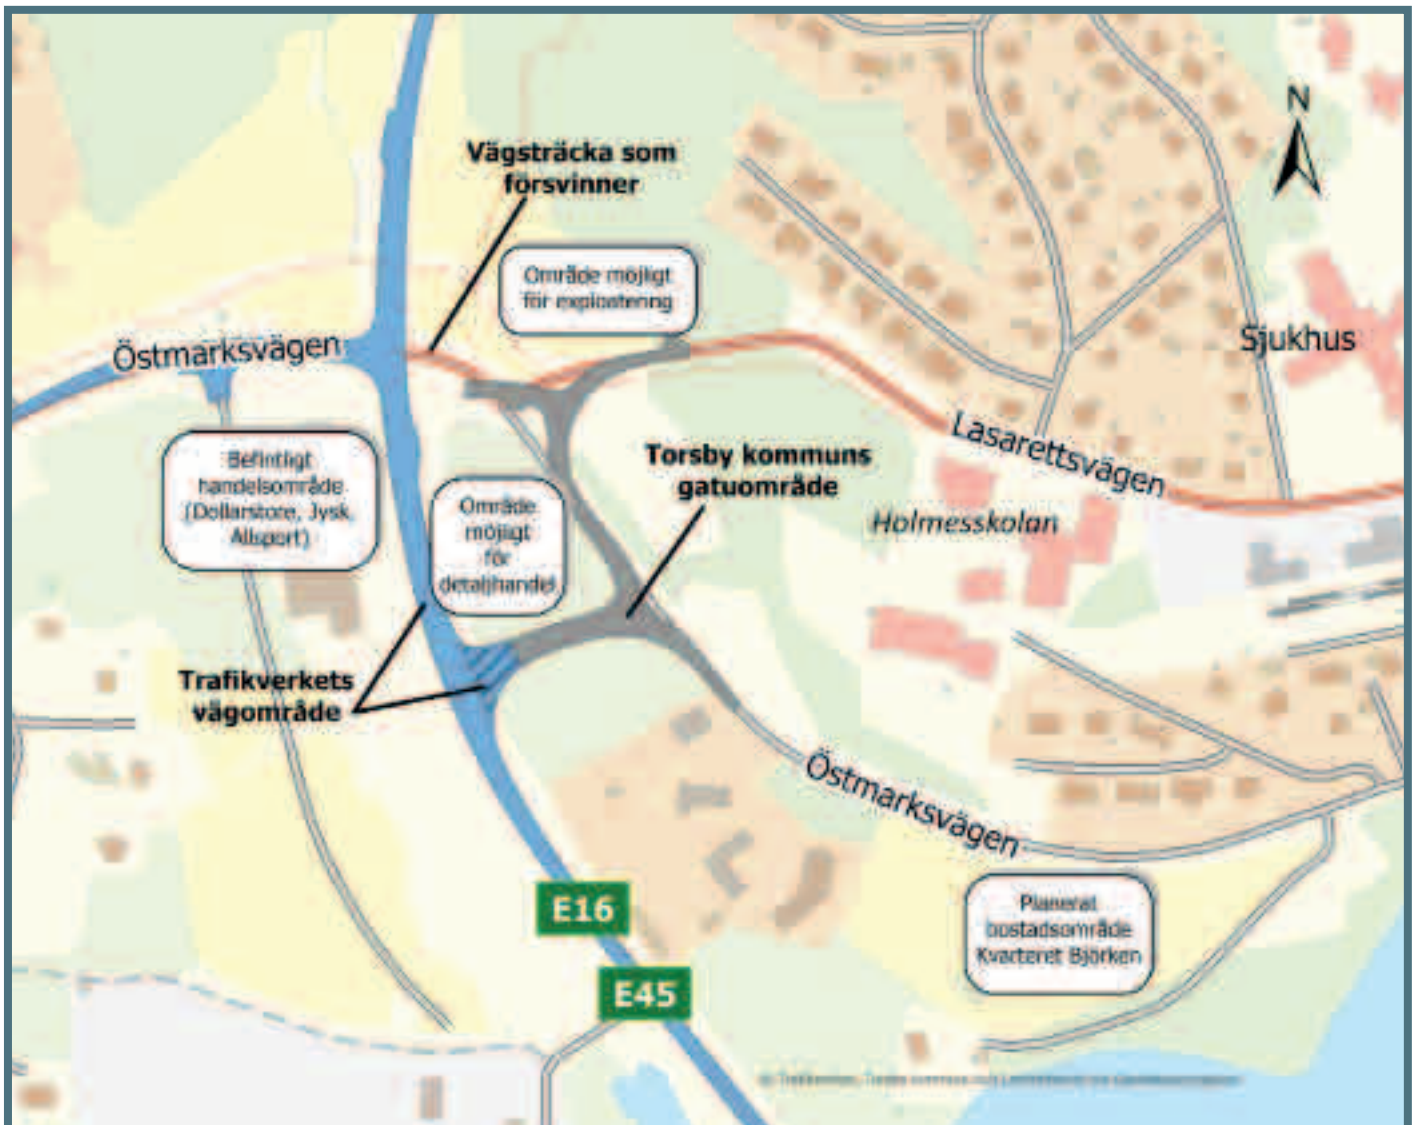 N
Vägsträcka som
försvinner
Område möjligt
för exploatering
Östmarksvägen
Sjukhus
Lasarettsvägen
Befintligt
handelsområde
(Dollarstore, Jysk,
Allsport)
Område
möjligt
för
detaljhandel
Torsby kommuns
gatuområde
Holmesskolan
Trafikverkets
vägområde
Östmarksvägen
E16
E45
Planerat
bostadsområde
Kvarteret Björken